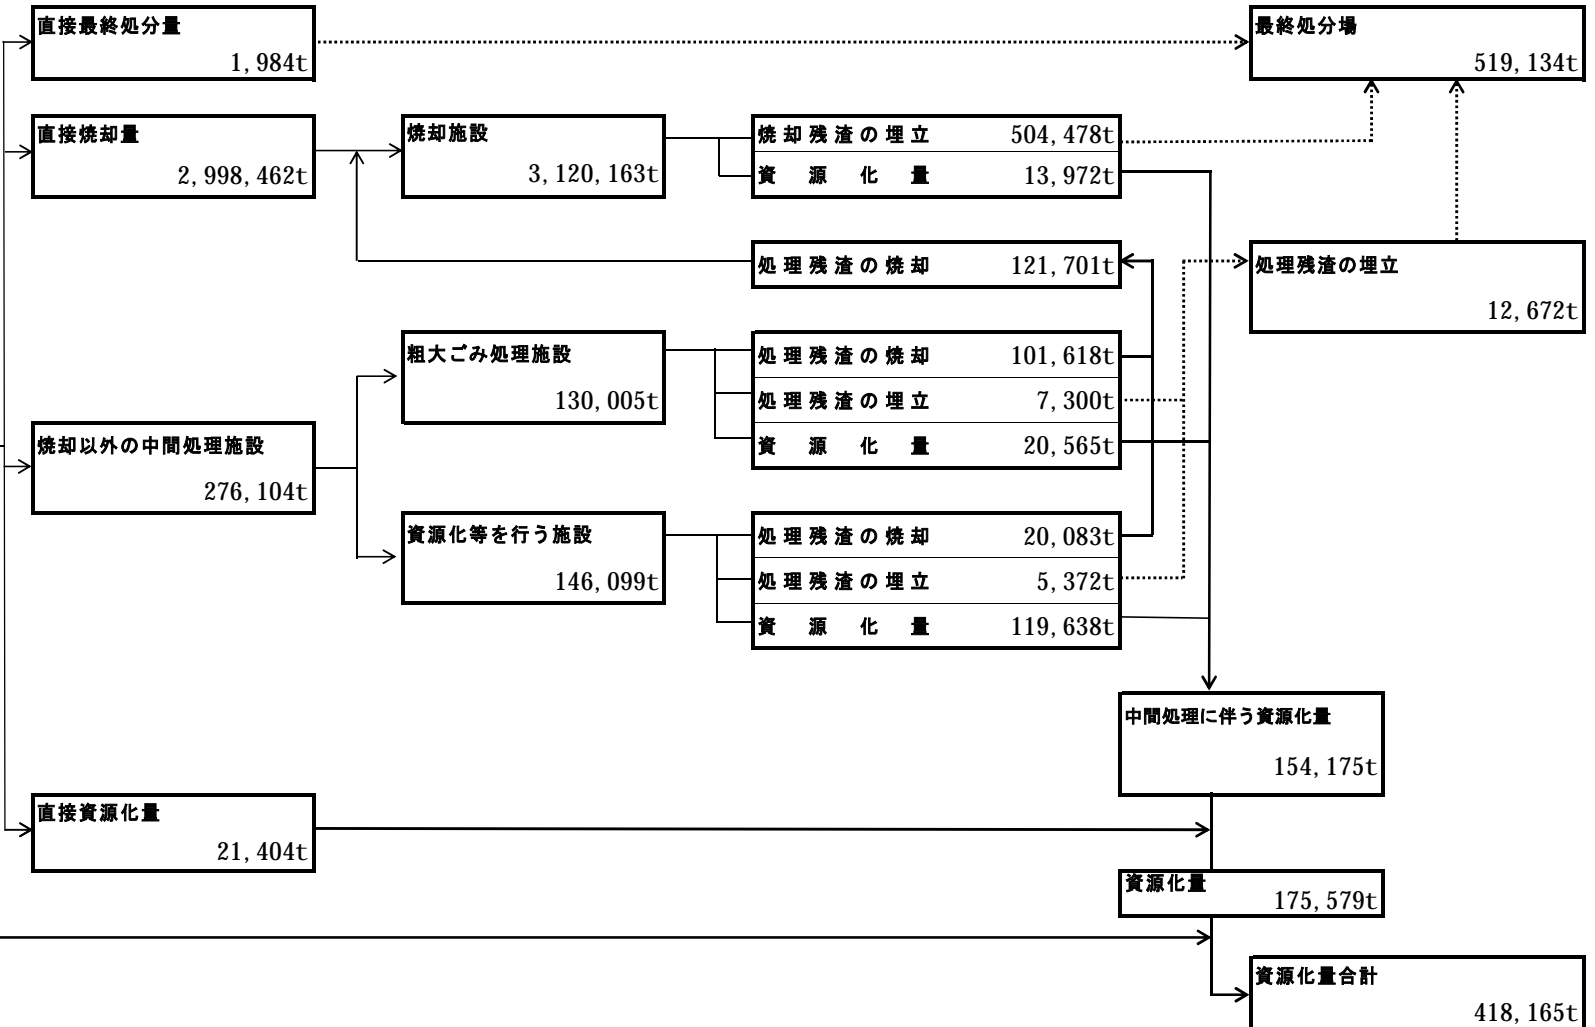 直接最終処分量
1,984t
最終処分場
519,134t
直接焼却量
2,998,462t
焼却施設
3,120,163t
焼却残渣の埋立 504,478t
資源化量 13,972t
処理残渣の焼却 121,701t
処理残渣の埋立
12,672t
粗大ごみ処理施設
130,005t
処理残渣の焼却 101,618t
処理残渣の埋立 7,300t
資源化量 20,565t
焼却以外の中間処理施設
276,104t
資源化等を行う施設
146,099t
処理残渣の焼却 20,083t
処理残渣の埋立 5,372t
資源化量 119,638t
中間処理に伴う資源化量
154,175t
直接資源化量
21,404t
資源化量
175,579t
資源化量合計
418,165t